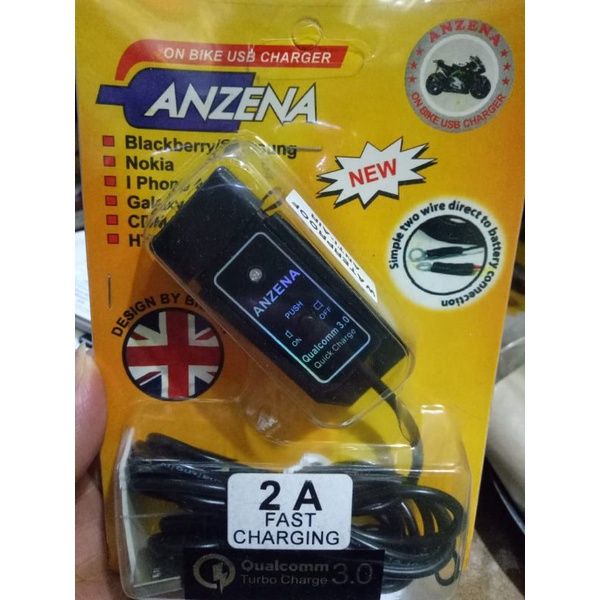 ON BIKE USB CHARGER
ANZENA
ANZENA
ON BIKE USB CHARGER
Nokia
I Phone
NEW
Simple two wire direct to battery connection
WATERPROOF
ANZENA
PUSH
ON
OFF
Qualcomm 3.0
Quick Charge
DESIGN BY
2 A
FAST
CHARGING
Qualcomm
Turbo Charge 3.0